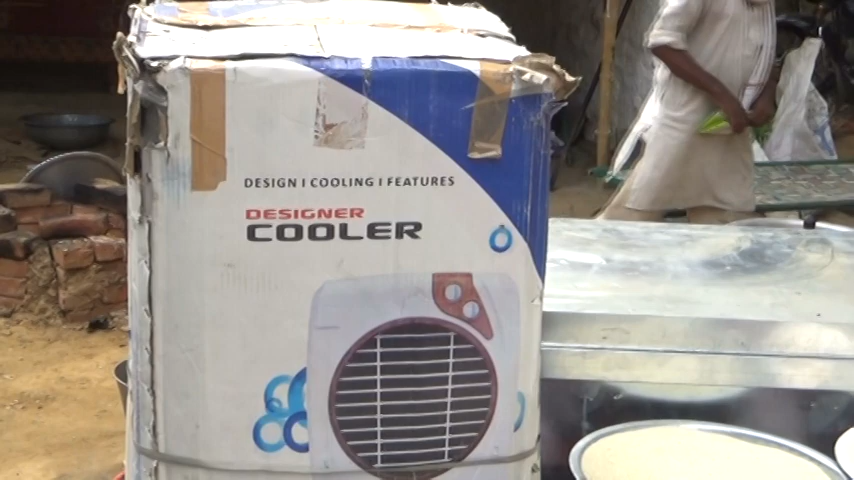 DESIGN I COOLING I FEATURES
DESIGNER
COOLER